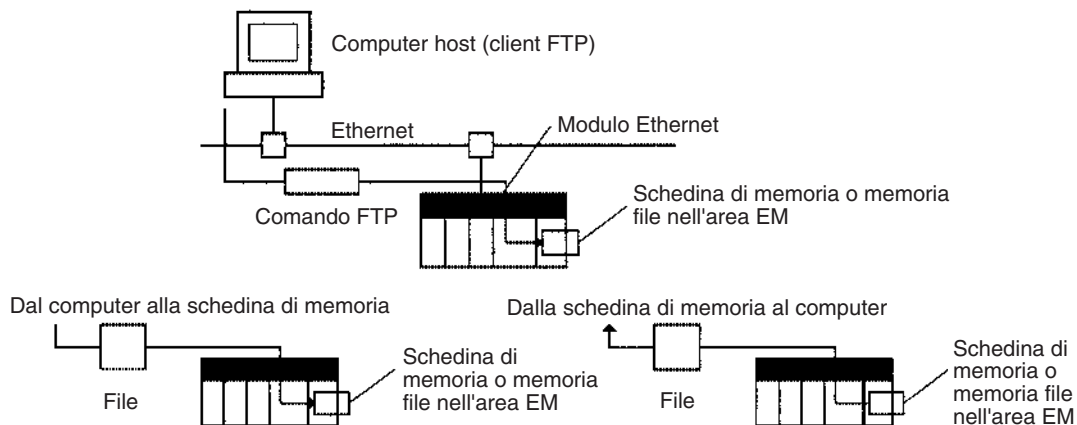 Computer host (client FTP)
Ethernet
Modulo Ethernet
Comando FTP
Schedina di memoria o memoria
file nell'area EM
Dal computer alla schedina di memoria
File
Schedina di
memoria o memoria
file nell'area EM
Dalla schedina di memoria al computer
File
Schedina di
memoria o
memoria file
nell'area EM